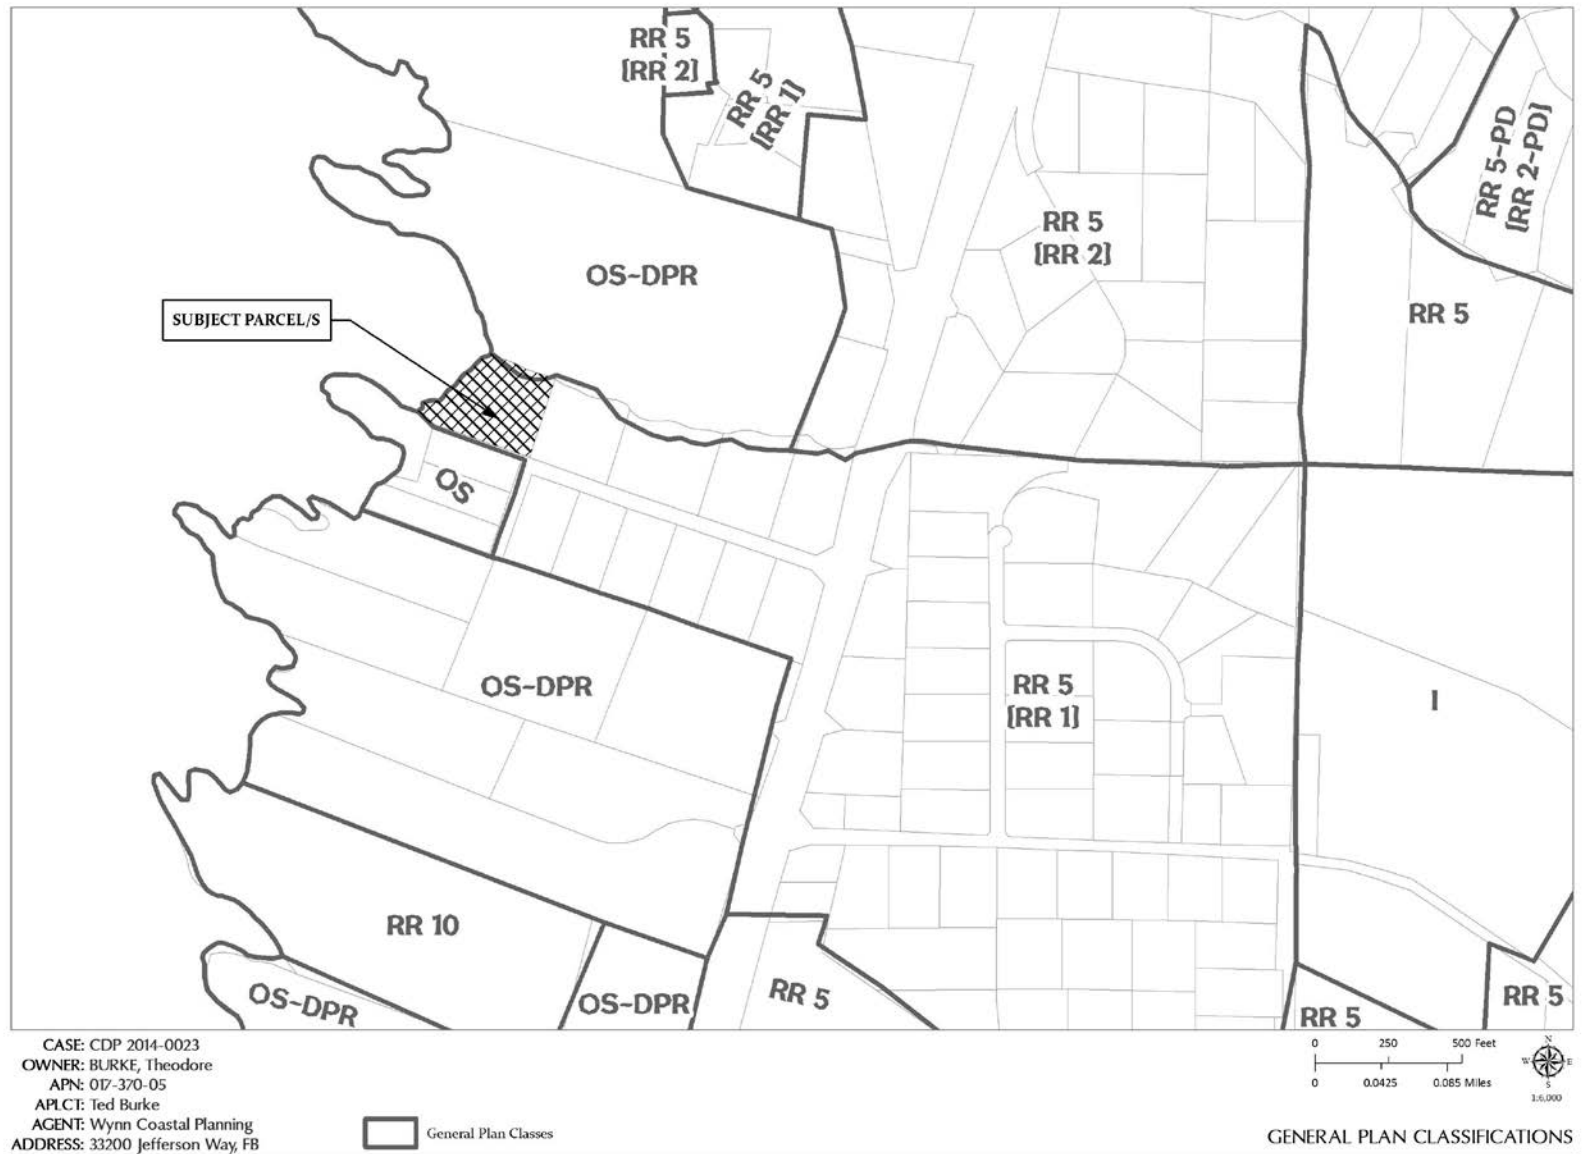 RR 5
[RR 2]
RR 5
[RR 1]
RR 5-PD
[RR 2-PD]
RR 5
[RR 2]
OS-DPR
RR 5
SUBJECT PARCEL/S
OS
OS-DPR
RR 5
[RR 1]
I
RR 10
OS-DPR
OS-DPR
RR 5
RR 5
RR 5
CASE: CDP 2014-0023
OWNER: BURKE, Theodore
APN: 017-370-05
APLCT: Ted Burke
AGENT: Wynn Coastal Planning
ADDRESS: 33200 Jefferson Way, FB
General Plan Classes
0 250 500 Feet
0 0.0425 0.085 Miles
N
W E
S
1:6,000
GENERAL PLAN CLASSIFICATIONS